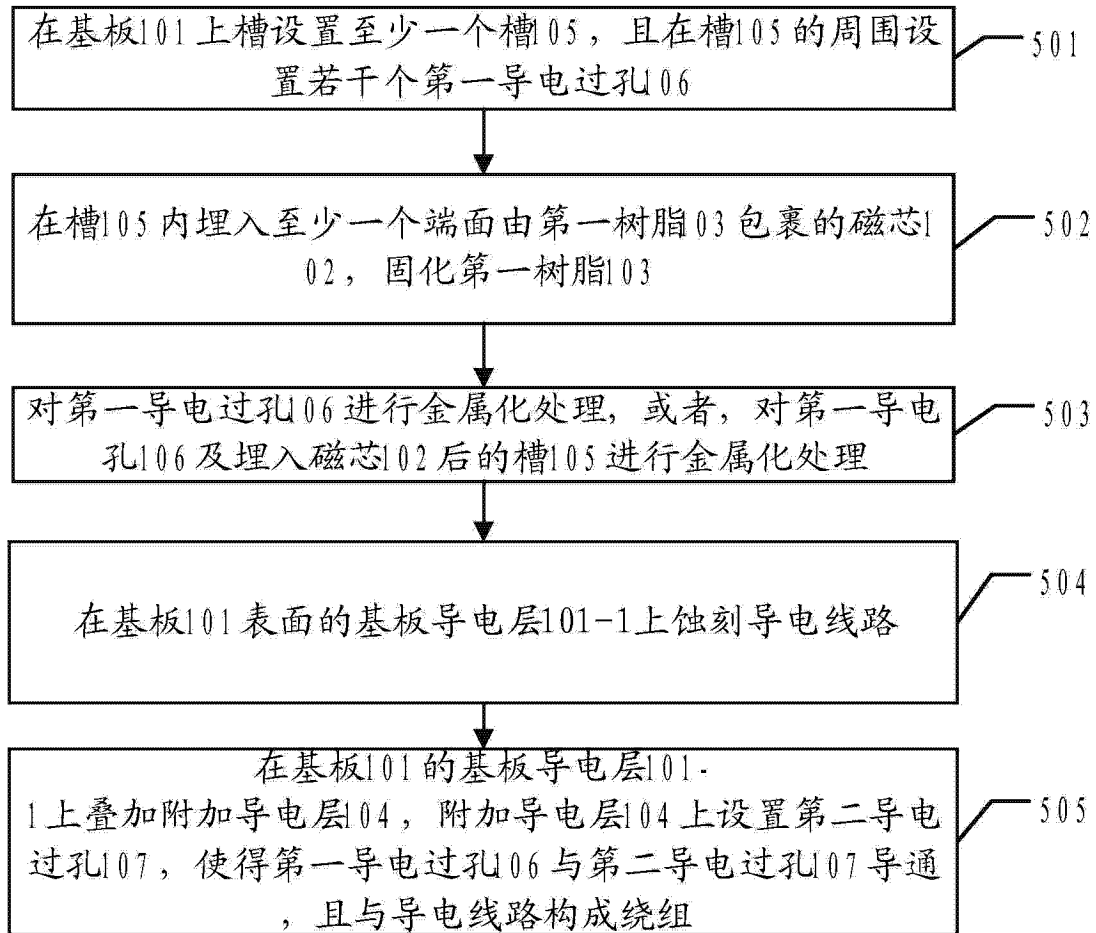 在基板101上槽设置至少一个槽105，且在槽105的周围设
置若干个第一导电过孔106
501
在槽105内埋入至少一个端面由第一树脂103包裹的磁芯1
02，固化第一树脂103
502
对第一导电过孔106进行金属化处理，或者，对第一导电
孔106及埋入磁芯102后的槽105进行金属化处理
503
在基板101表面的基板导电层101-1上蚀刻导电线路
504
在基板101的基板导电层101-
1上叠加附加导电层104，附加导电层104上设置第二导电
过孔107，使得第一导电过孔106与第二导电过孔107导通
，且与导电线路构成绕组
505